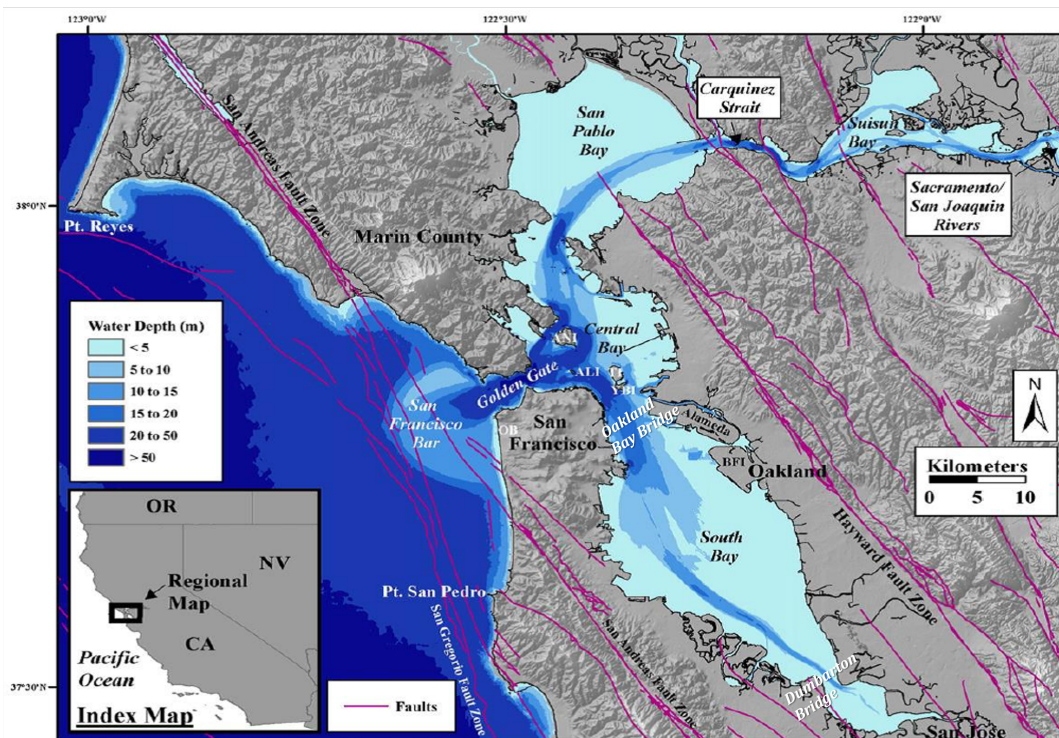 123°0'W
122°30'W
122°0'W
38°0'N
37°30'N
San Andreas Fault Zone
San
Pablo
Bay
Carquinez
Strait
Suisun
Bay
Sacramento/
San Joaquin
Rivers
Pt. Reyes
Marin County
Water Depth (m)
< 5
5 to 10
10 to 15
15 to 20
20 to 50
> 50
Central
Bay
Golden Gate
ALI
TI
YBI
San
Francisco
Bar
OB
San
Francisco
Oakland
Bay Bridge
Alameda
BFI
Oakland
N
Kilometers
0 5 10
South
Bay
Hayward Fault Zone
Pt. San Pedro
San Gregorio Fault Zone
San Andreas Fault Zone
Dumbarton
Bridge
San Jose
OR
NV
Regional
Map
CA
Pacific
Ocean
Index Map
Faults